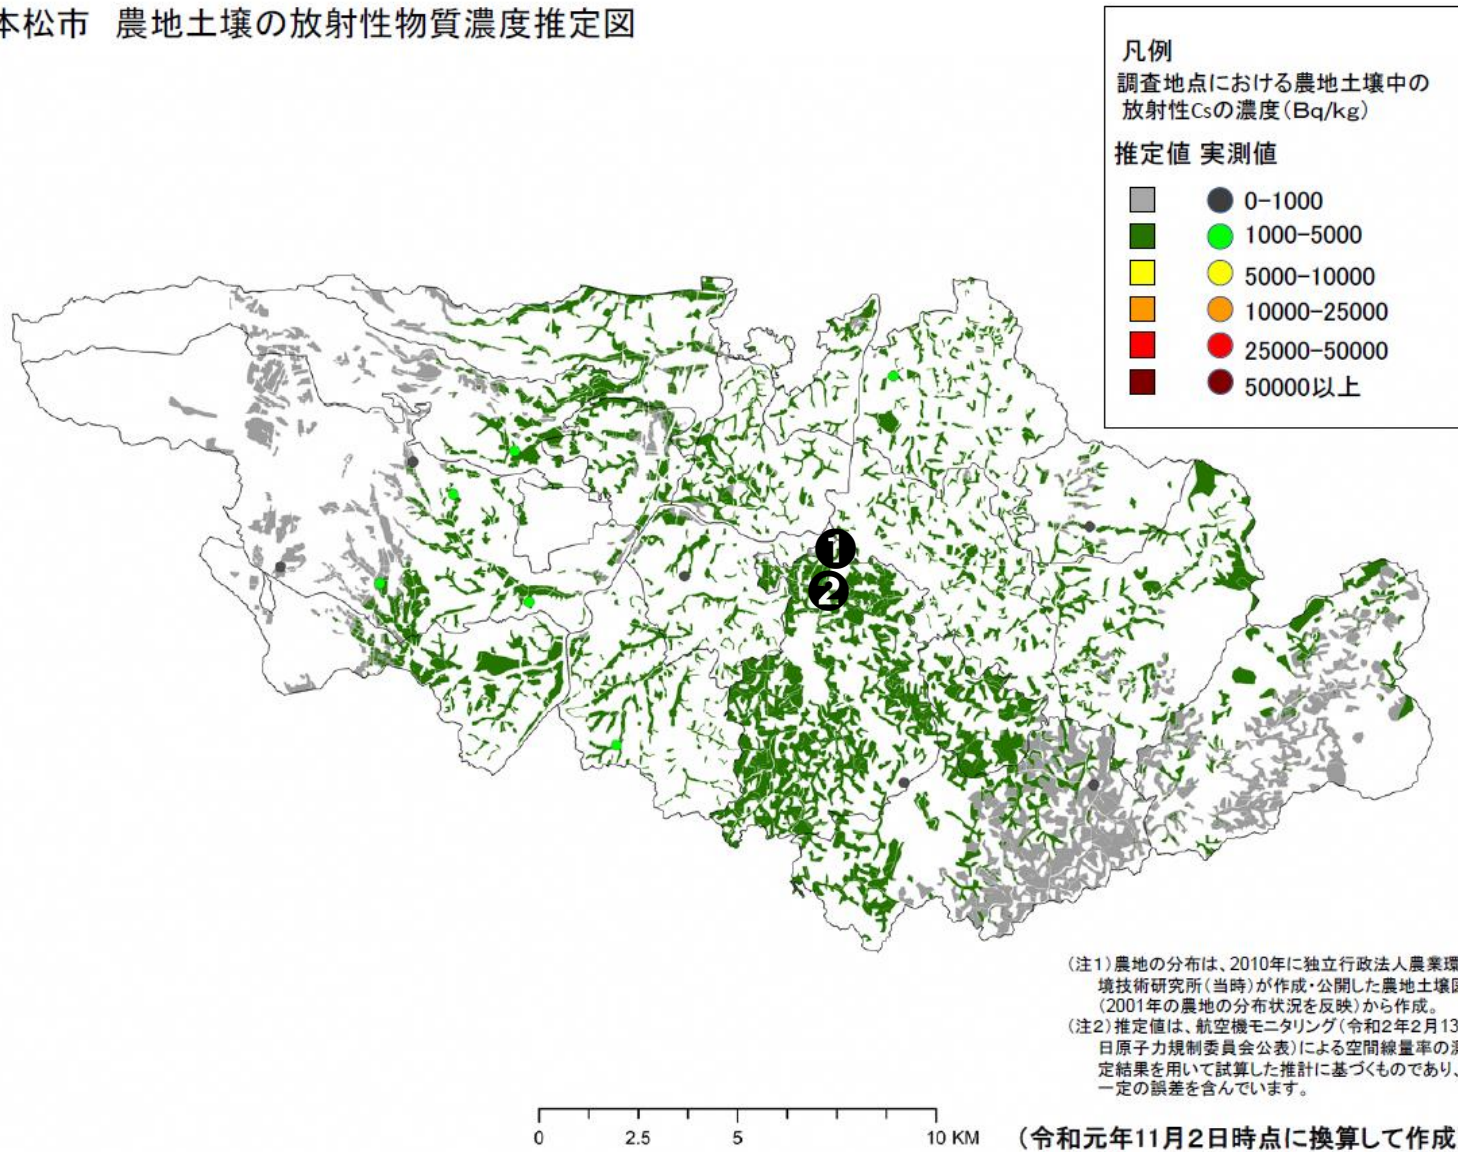 本松市 農地土壌の放射性物質濃度推定図
凡例
調査地点における農地土壌中の
放射性Csの濃度(Bq/kg)
推定値 実測値
0-1000
1000-5000
5000-10000
10000-25000
25000-50000
50000以上
1
2
(注1)農地の分布は、2010年に独立行政法人農業環
境技術研究所(当時)が作成・公開した農地土壌図
(2001年の農地の分布状況を反映)から作成。
(注2)推定値は、航空機モニタリング(令和2年2月13
日原子力規制委員会公表)による空間線量率の測
定結果を用いて試算した推計に基づくものであり、
一定の誤差を含んでいます。
0 2.5 5 10 KM
(令和元年11月2日時点に換算して作成